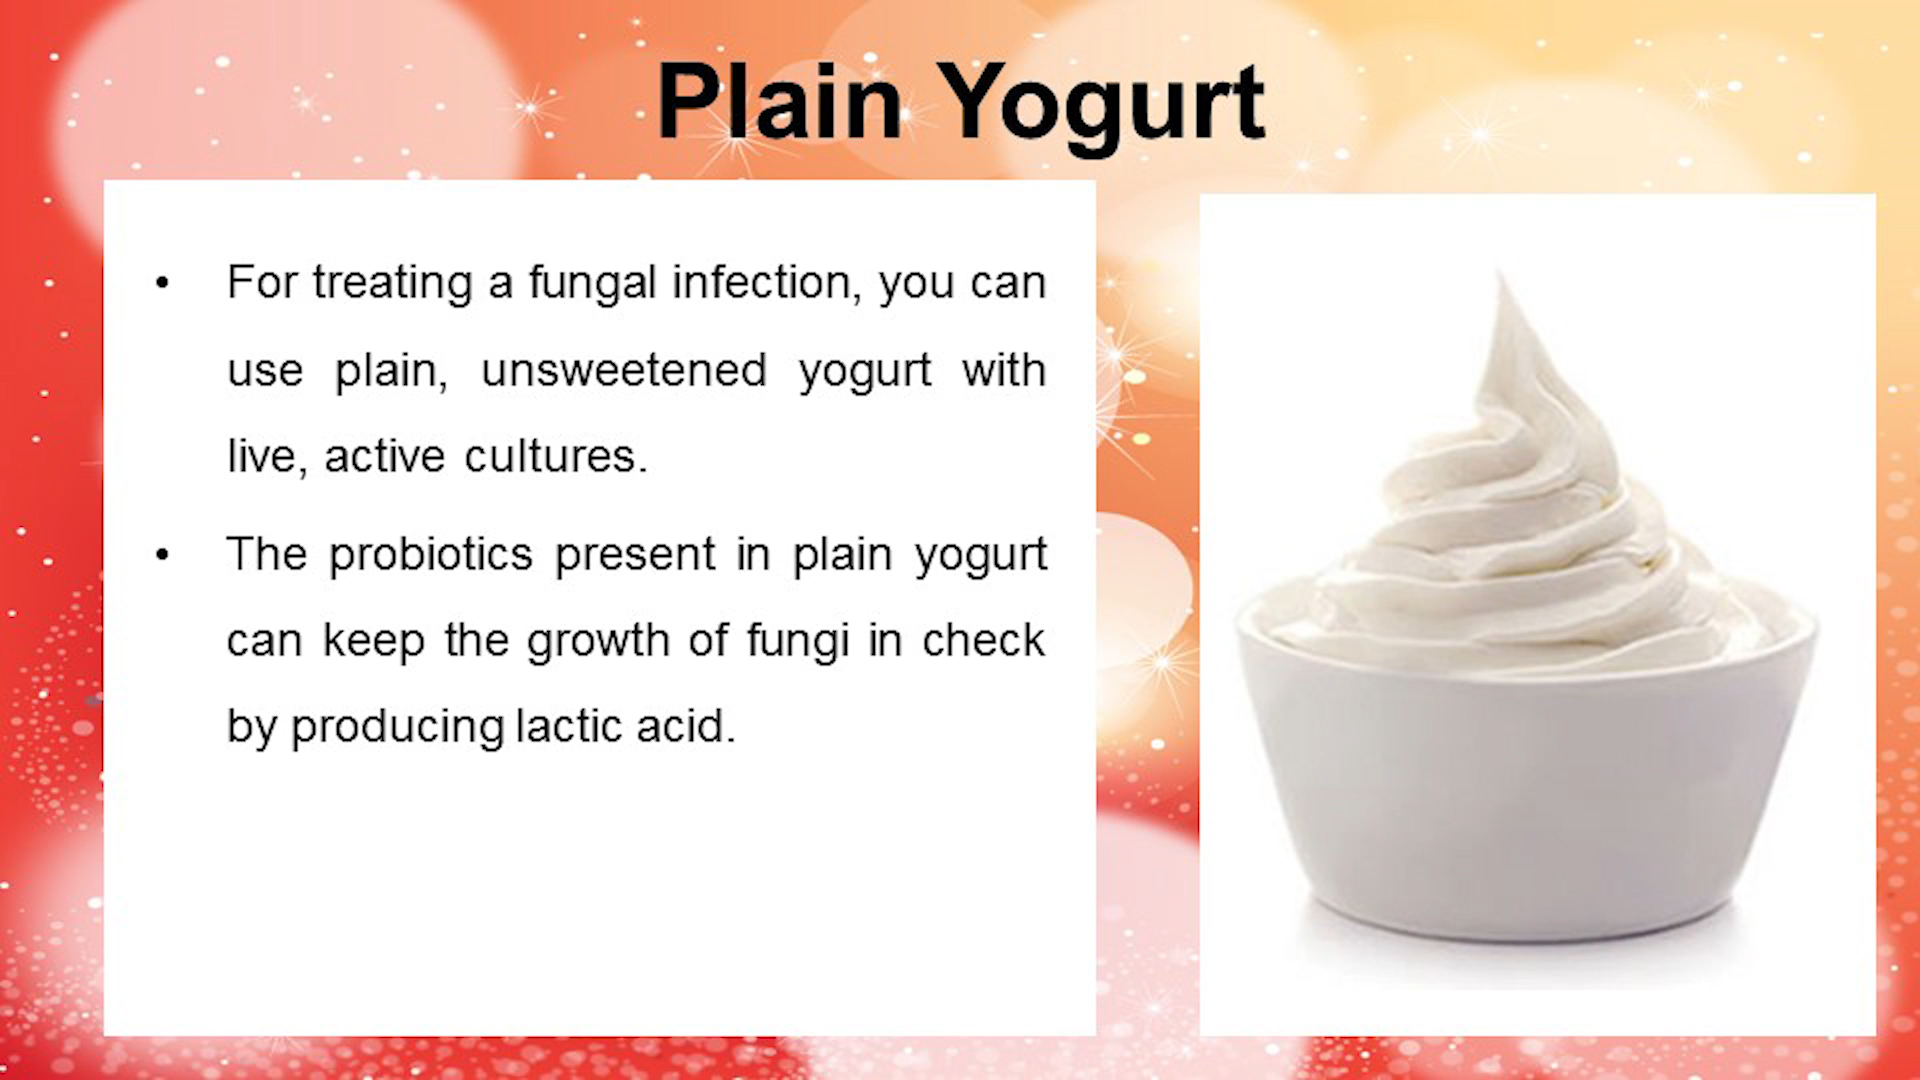 Plain Yogurt
• For treating a fungal infection, you can
use plain, unsweetened yogurt with
live, active cultures.
• The probiotics present in plain yogurt
can keep the growth of fungi in check
by producing lactic acid.